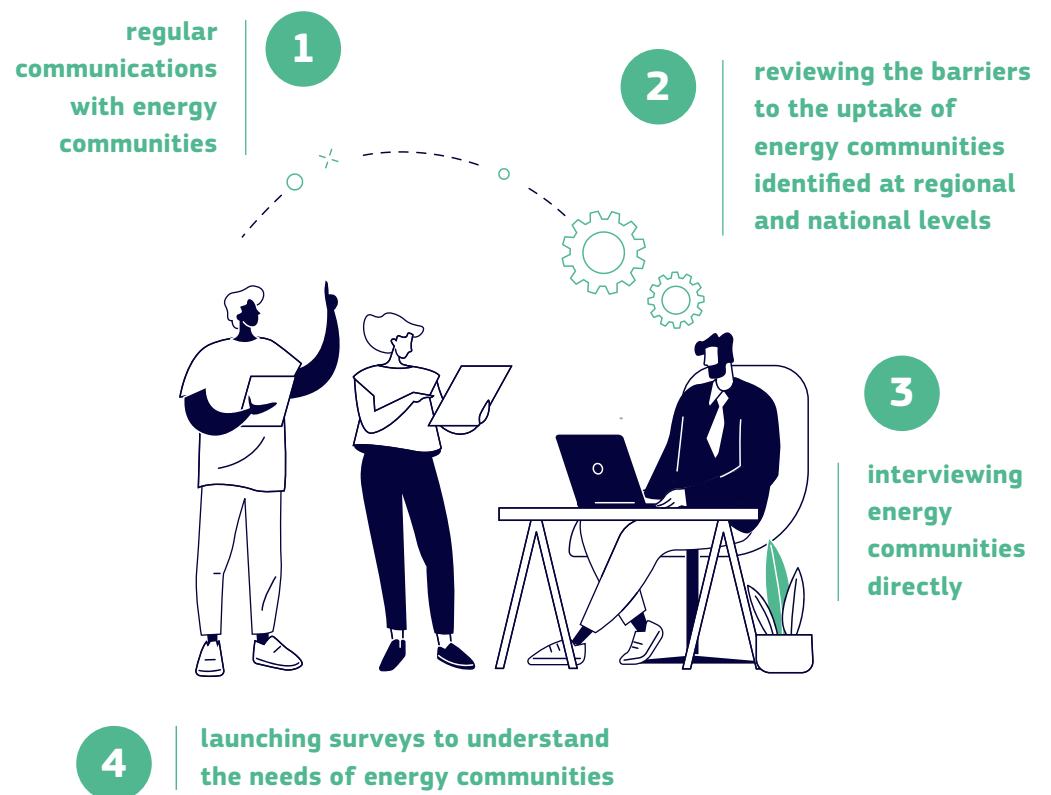 1
regular
communications
with energy
communities
2
reviewing the barriers
to the uptake of
energy communities
identified at regional
and national levels
3
interviewing
energy
communities
directly
4
launching surveys to understand
the needs of energy communities